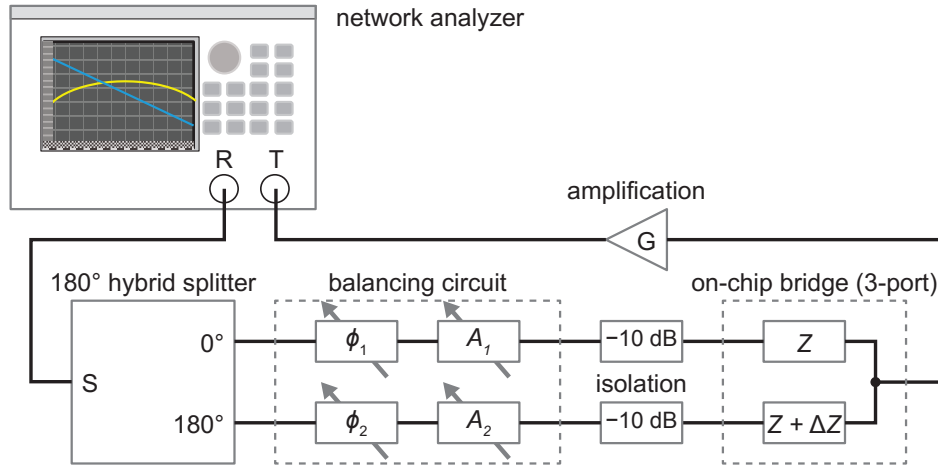 network analyzer
R T
amplification
G
180° hybrid splitter
balancing circuit
on-chip bridge (3-port)
0°
ϕ1
A1
−10 dB
Z
S
isolation
180°
ϕ2
A2
−10 dB
Z + ΔZ